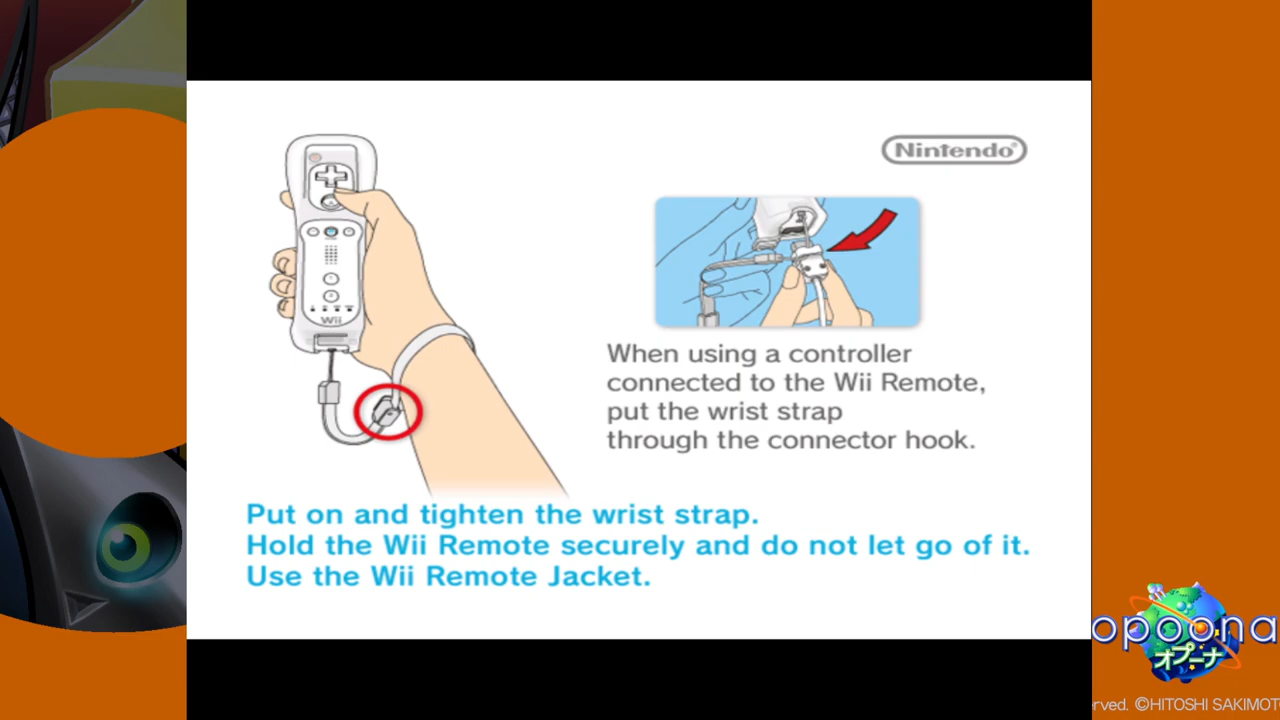 Nintendo®
Wii
When using a controller
connected to the Wii Remote,
put the wrist strap
through the connector hook.
Put on and tighten the wrist strap.
Hold the Wii Remote securely and do not let go of it.
Use the Wii Remote Jacket.
opoona
オプーナ
rved. ©HITOSHI SAKIMOT